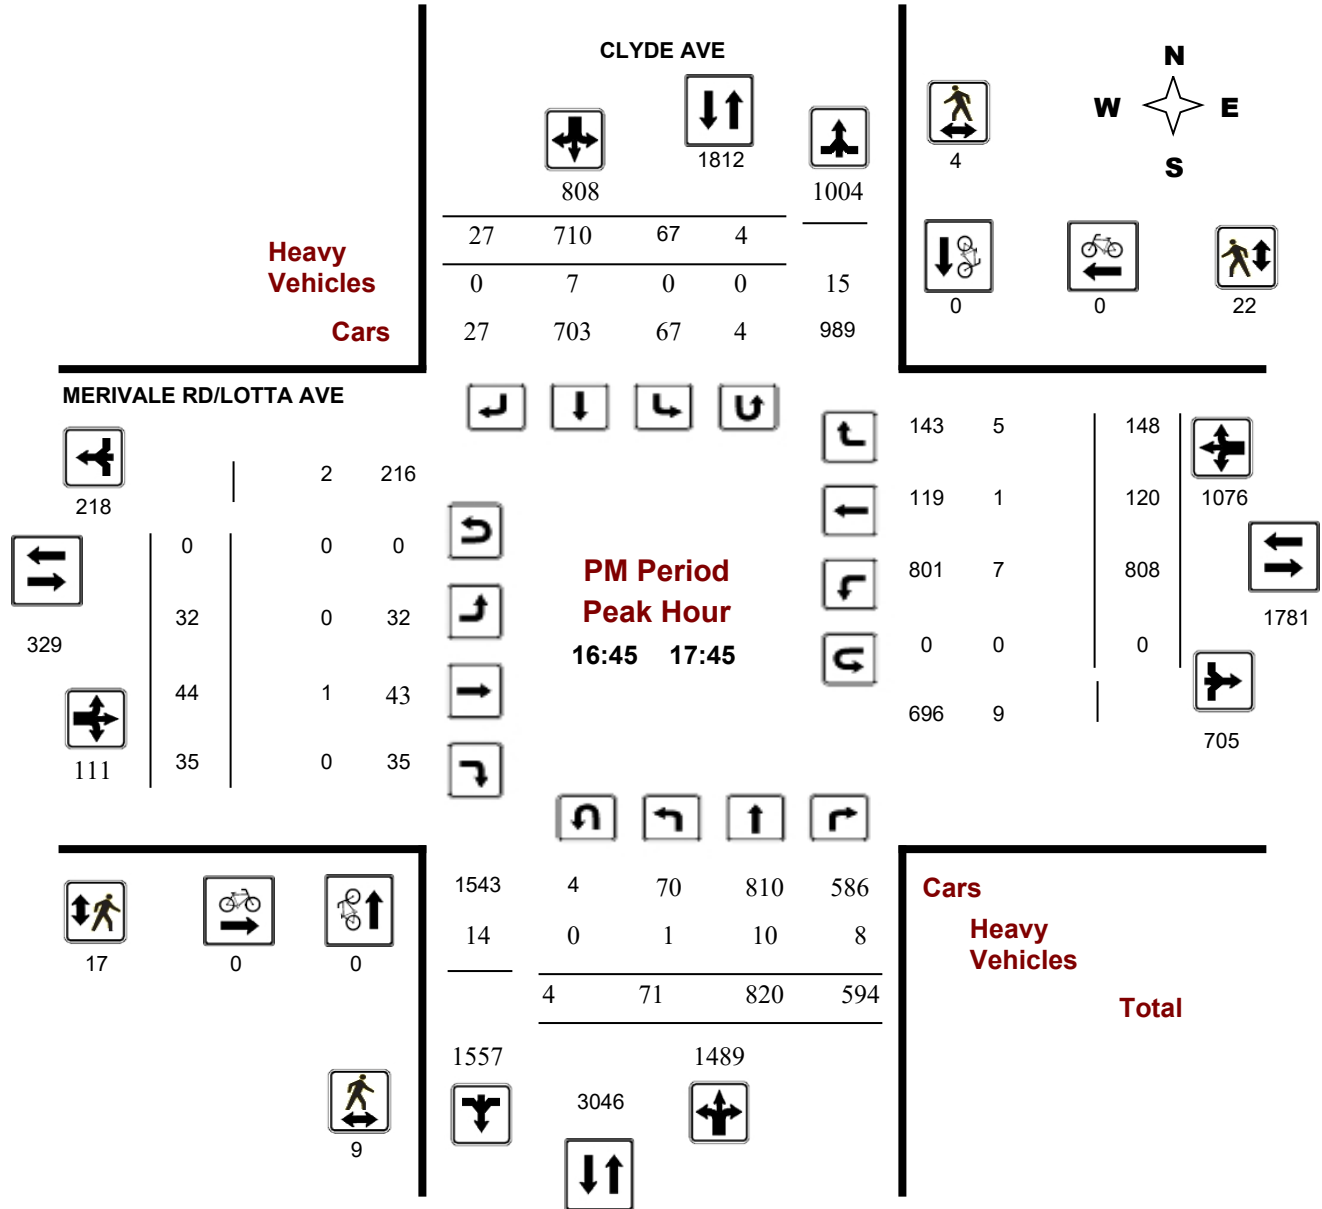 CLYDE AVE
N
W E
S
1812
4
808 1004
27 710 67 4
Heavy
Vehicles
0 7 0 0 15
0 0 22
Cars
27 703 67 4 989
MERIVALE RD/LOTTA AVE
143 5 148
2 216
218
119 1 120 1076
0 0 0
PM Period
801 7 808
Peak Hour
32 0 32
1781
329
16:45 17:45
0 0 0
44 1 43
696 9
705
111 35 0 35
1543 4 70 810 586
Cars
14 0 1 10 8
Heavy
Vehicles
17 0 0
4 71 820 594
Total
1557 1489
3046
9